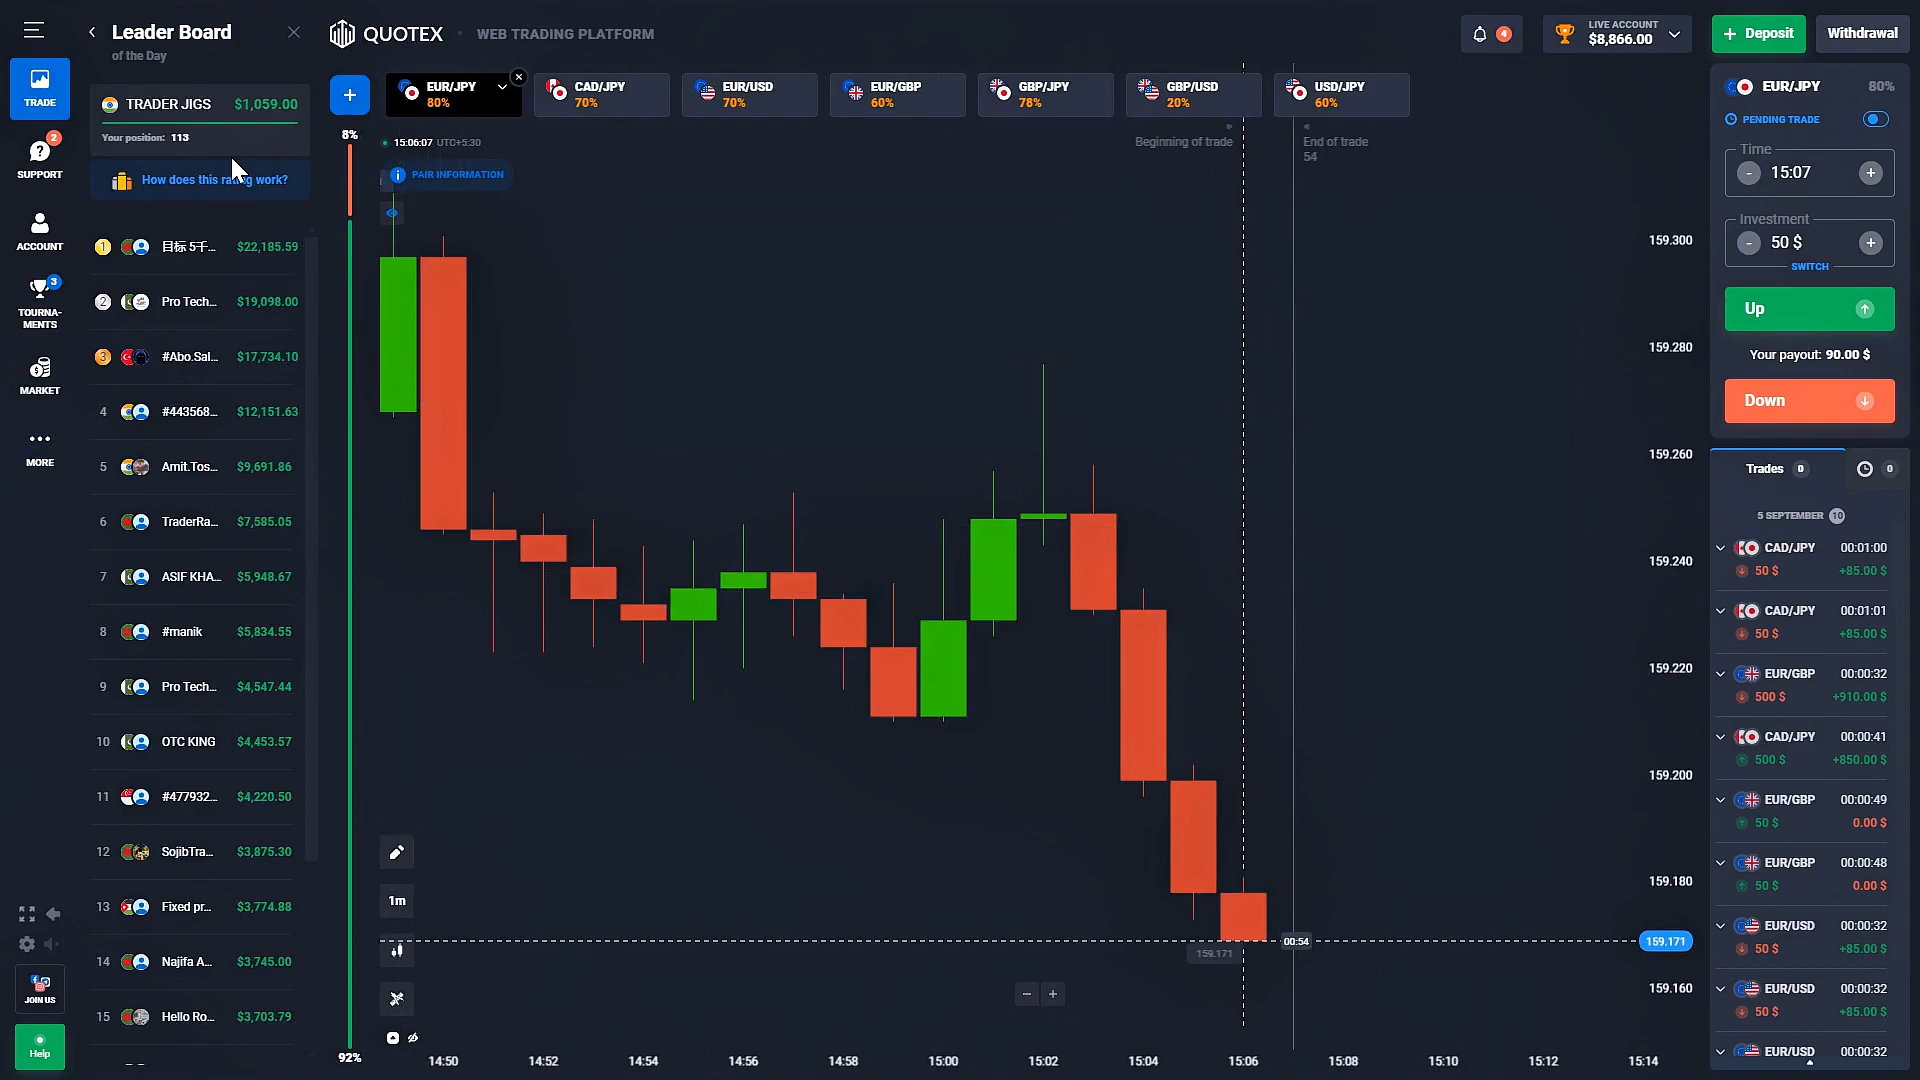 Leader Board
of the Day
QUOTEX
WEB TRADING PLATFORM
4
LIVE ACCOUNT
$8,866.00
Deposit
Withdrawal
TRADE
2
SUPPORT
ACCOUNT
3
TOURNA-
MENTS
MARKET
MORE
JOIN US
Help
TRADER JIGS $1,059.00
Your position: 113
How does this rating work?
1 目标 5千... $22,185.59
2 Pro Tech... $19,098.00
3 #Abo.Sal... $17,734.10
4 #443568... $12,151.63
5 Amit.Tos... $9,691.86
6 TraderRa... $7,585.05
7 ASIF KHA... $5,948.67
8 #manik $5,834.55
9 Pro Tech... $4,547.44
10 OTC KING $4,453.57
11 #477932... $4,220.50
12 SojibTra... $3,875.30
13 Fixed pr... $3,774.88
14 Najifa A... $3,745.00
15 Hello Ro... $3,703.79
EUR/JPY
80%
CAD/JPY
70%
EUR/USD
70%
EUR/GBP
60%
GBP/JPY
78%
GBP/USD
20%
USD/JPY
60%
8%
15:06:07 UTC+5:30
PAIR INFORMATION
Beginning of trade
End of trade
54
159.300
159.280
159.260
159.240
159.220
159.200
159.180
159.171
159.160
159.171
00:54
1m
92%
14:50 14:52 14:54 14:56 14:58 15:00 15:02 15:04 15:06 15:08 15:10 15:12 15:14
EUR/JPY 80%
PENDING TRADE
Time
- 15:07 +
Investment
- 50 $ +
SWITCH
Up
Your payout: 90.00 $
Down
Trades 0 0
5 SEPTEMBER 10
CAD/JPY 00:01:00
50 $ +85.00 $
CAD/JPY 00:01:01
50 $ +85.00 $
EUR/GBP 00:00:32
500 $ +910.00 $
CAD/JPY 00:00:41
500 $ +850.00 $
EUR/GBP 00:00:49
50 $ 0.00 $
EUR/GBP 00:00:48
50 $ 0.00 $
EUR/USD 00:00:32
50 $ +85.00 $
EUR/USD 00:00:32
50 $ +85.00 $
EUR/USD 00:00:32